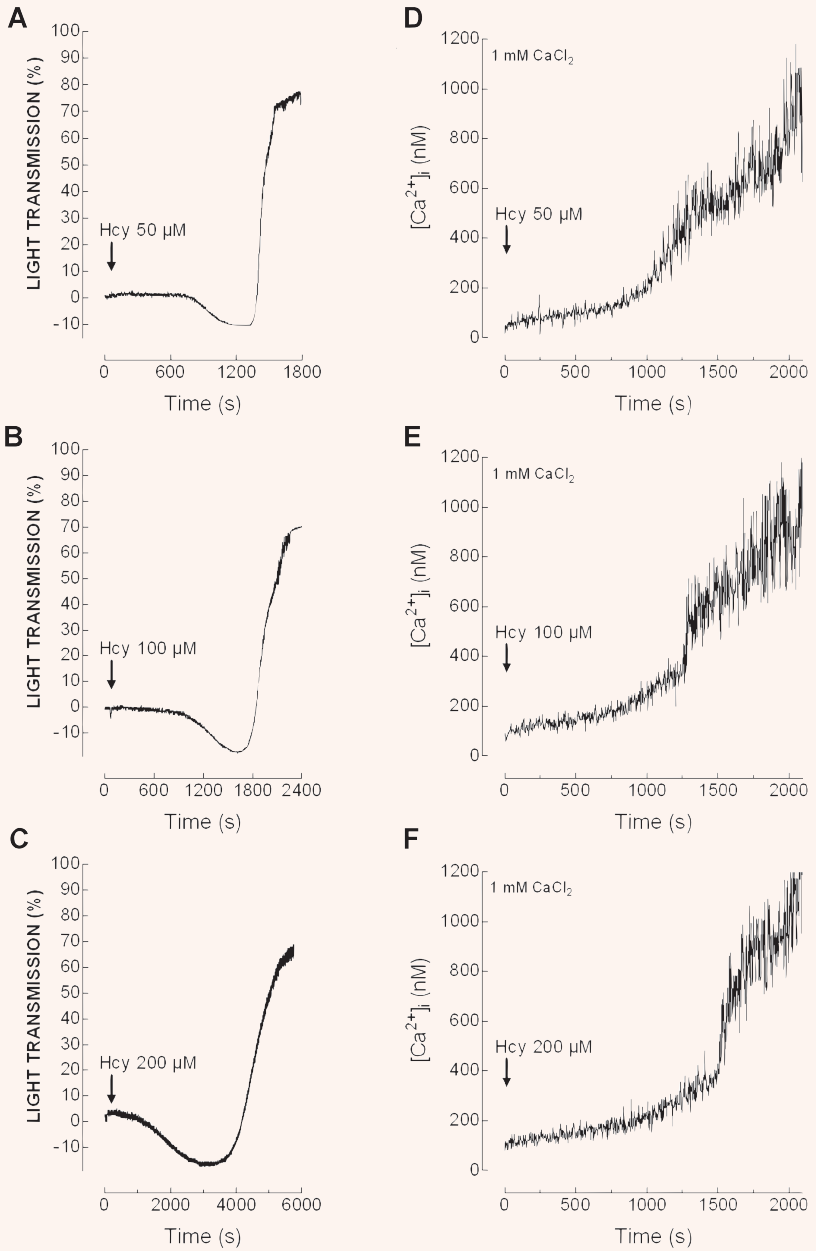 A
LIGHT TRANSMISSION (%)
100
90
80
70
60
50
40
30
20
10
0
-10
Hcy 50 µM
0 600 1200 1800
Time (s)
D
[Ca²⁺]ᵢ (nM)
1200
1000
800
600
400
200
0
1 mM CaCl₂
Hcy 50 µM
0 500 1000 1500 2000
Time (s)
B
LIGHT TRANSMISSION (%)
100
90
80
70
60
50
40
30
20
10
0
-10
Hcy 100 µM
0 600 1200 1800 2400
Time (s)
E
[Ca²⁺]ᵢ (nM)
1200
1000
800
600
400
200
0
1 mM CaCl₂
Hcy 100 µM
0 500 1000 1500 2000
Time (s)
C
LIGHT TRANSMISSION (%)
100
90
80
70
60
50
40
30
20
10
0
-10
Hcy 200 µM
0 2000 4000 6000
Time (s)
F
[Ca²⁺]ᵢ (nM)
1200
1000
800
600
400
200
0
1 mM CaCl₂
Hcy 200 µM
0 500 1000 1500 2000
Time (s)